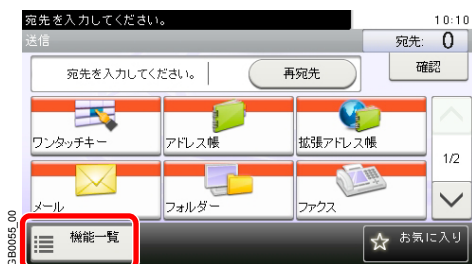 宛先を入力してください。
10:10
送信
宛先: 0
宛先を入力してください。
再宛先
確認
ワンタッチキー
アドレス帳
拡張アドレス帳
1/2
メール
フォルダー
ファクス
機能一覧
お気に入り
GB0055_00